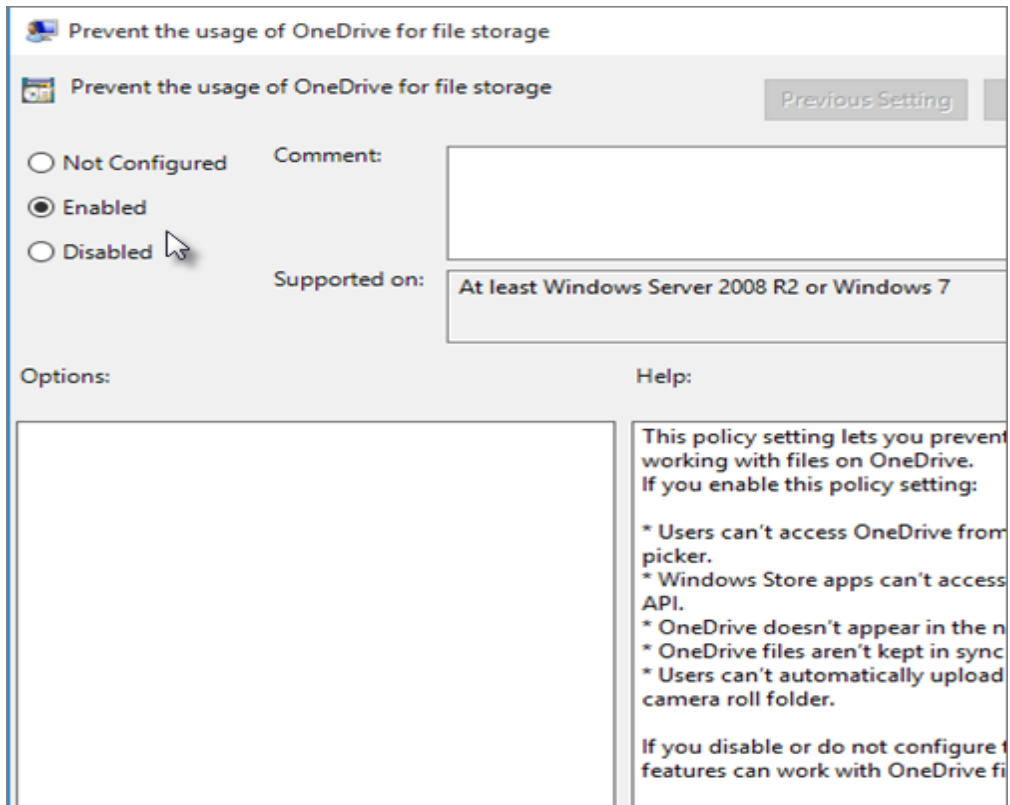 Prevent the usage of OneDrive for file storage
Prevent the usage of OneDrive for file storage
Previous Setting
Not Configured
Comment:
Enabled
Disabled
Supported on:
At least Windows Server 2008 R2 or Windows 7
Options:
Help:
This policy setting lets you prevent
working with files on OneDrive.
If you enable this policy setting:
* Users can't access OneDrive from
picker.
* Windows Store apps can't access
API.
* OneDrive doesn't appear in the n
* OneDrive files aren't kept in sync
* Users can't automatically upload
camera roll folder.
If you disable or do not configure t
features can work with OneDrive fi